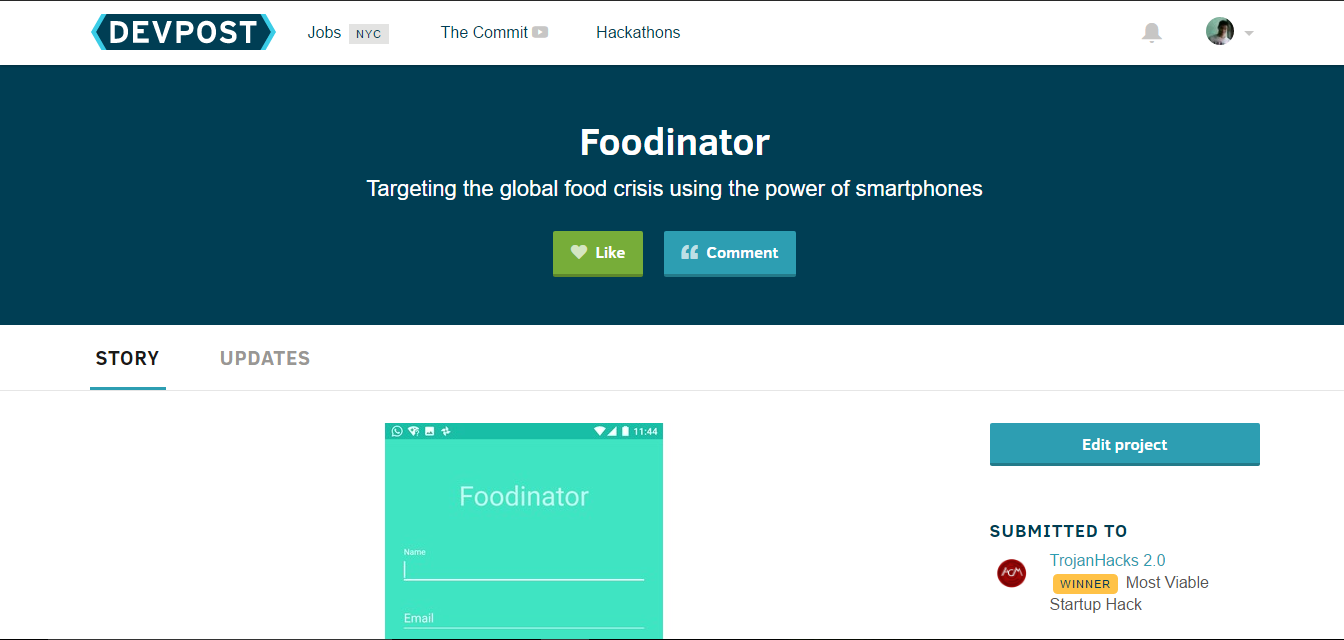 DEVPOST
Jobs NYC
The Commit
Hackathons
Foodinator
Targeting the global food crisis using the power of smartphones
Like
Comment
STORY
UPDATES
11:44
Foodinator
Name
Email
Edit project
SUBMITTED TO
ACM
TrojanHacks 2.0
WINNER Most Viable
Startup Hack